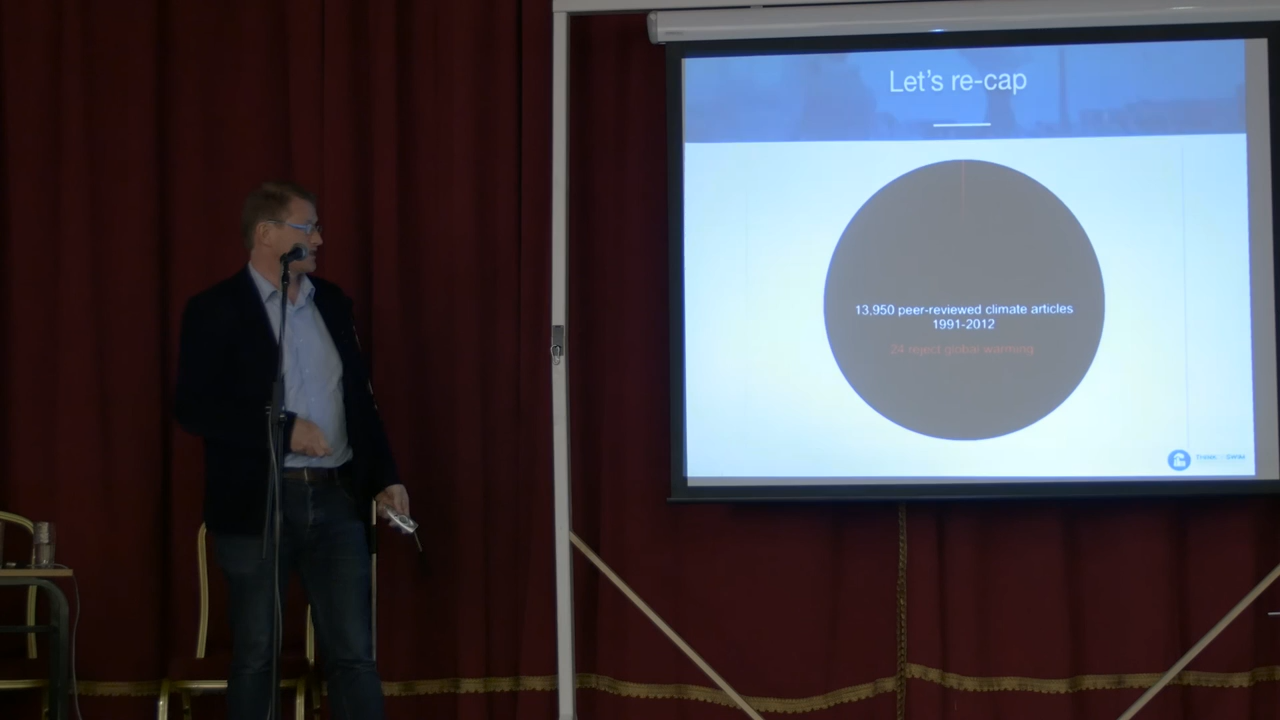 Let's re-cap
13,950 peer-reviewed climate articles
1991-2012
24 reject global warming